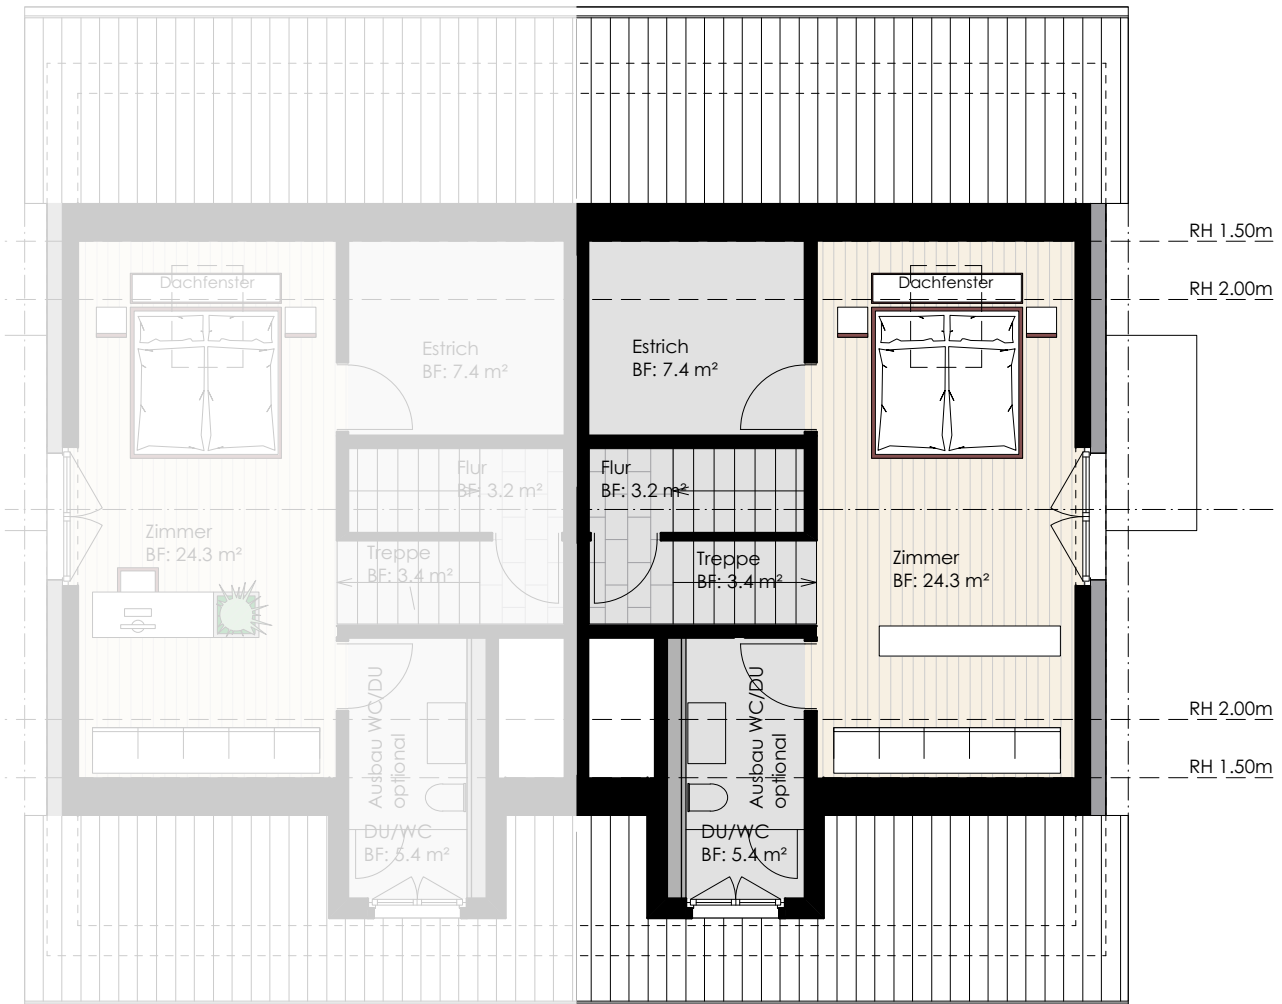 RH 1.50m
Dachfenster
Dachfenster
RH 2.00m
Estrich
BF: 7.4 m²
Estrich
BF: 7.4 m²
Flur
BF: 3.2 m²
Flur
BF: 3.2 m²
Zimmer
BF: 24.3 m²
Treppe
BF: 3.4 m²
Treppe
BF: 3.4 m²
Zimmer
BF: 24.3 m²
Ausbau WC/DU
optional
Ausbau WC/DU
optional
RH 2.00m
RH 1.50m
DU/WC
BF: 5.4 m²
DU/WC
BF: 5.4 m²